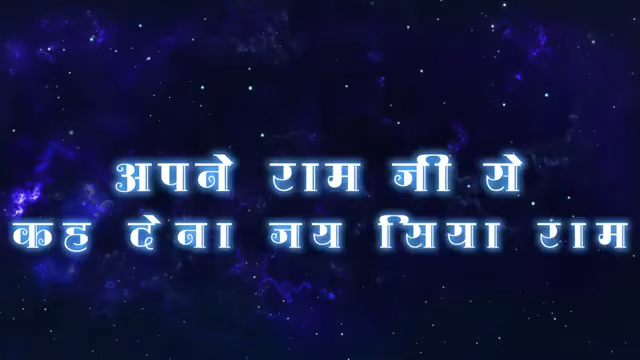 अपने राम जी से
कह देना जय सिया राम